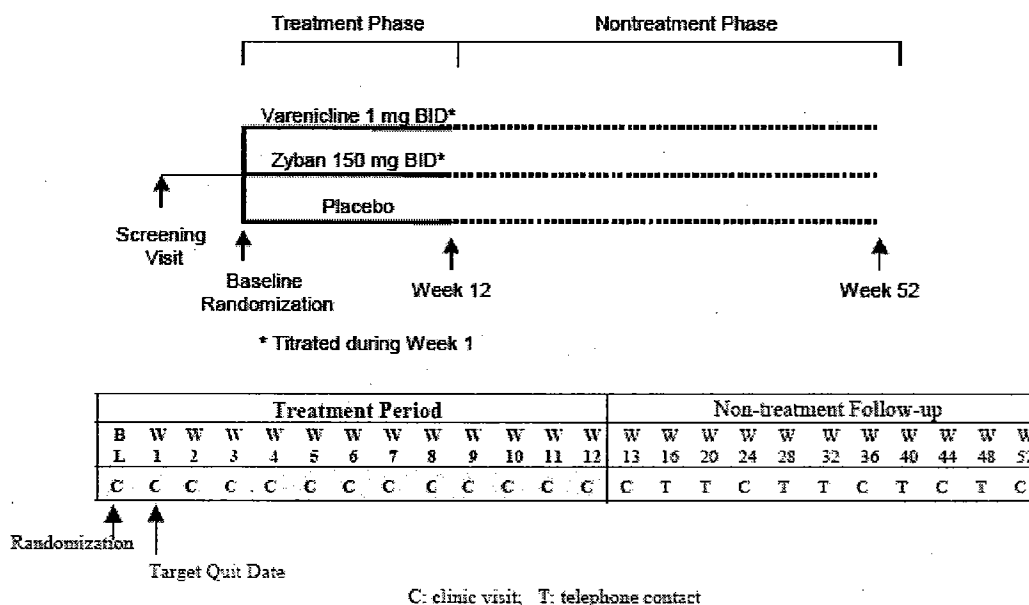 Treatment Phase Nontreatment Phase
Varenicline 1 mg BID*
Zyban 150 mg BID*
Placebo
Screening
Visit
Baseline
Randomization
Week 12
Week 52
* Titrated during Week 1
Treatment Period Non-treatment Follow-up
B W W W W W W W W W W W W W W W W W W W W W W W
L 1 2 3 4 5 6 7 8 9 10 11 12 13 16 20 24 28 32 36 40 44 48 52
C C C C C C C C C C C C C C T T C T T C T C T C
Randomization
Target Quit Date
C: clinic visit; T: telephone contact